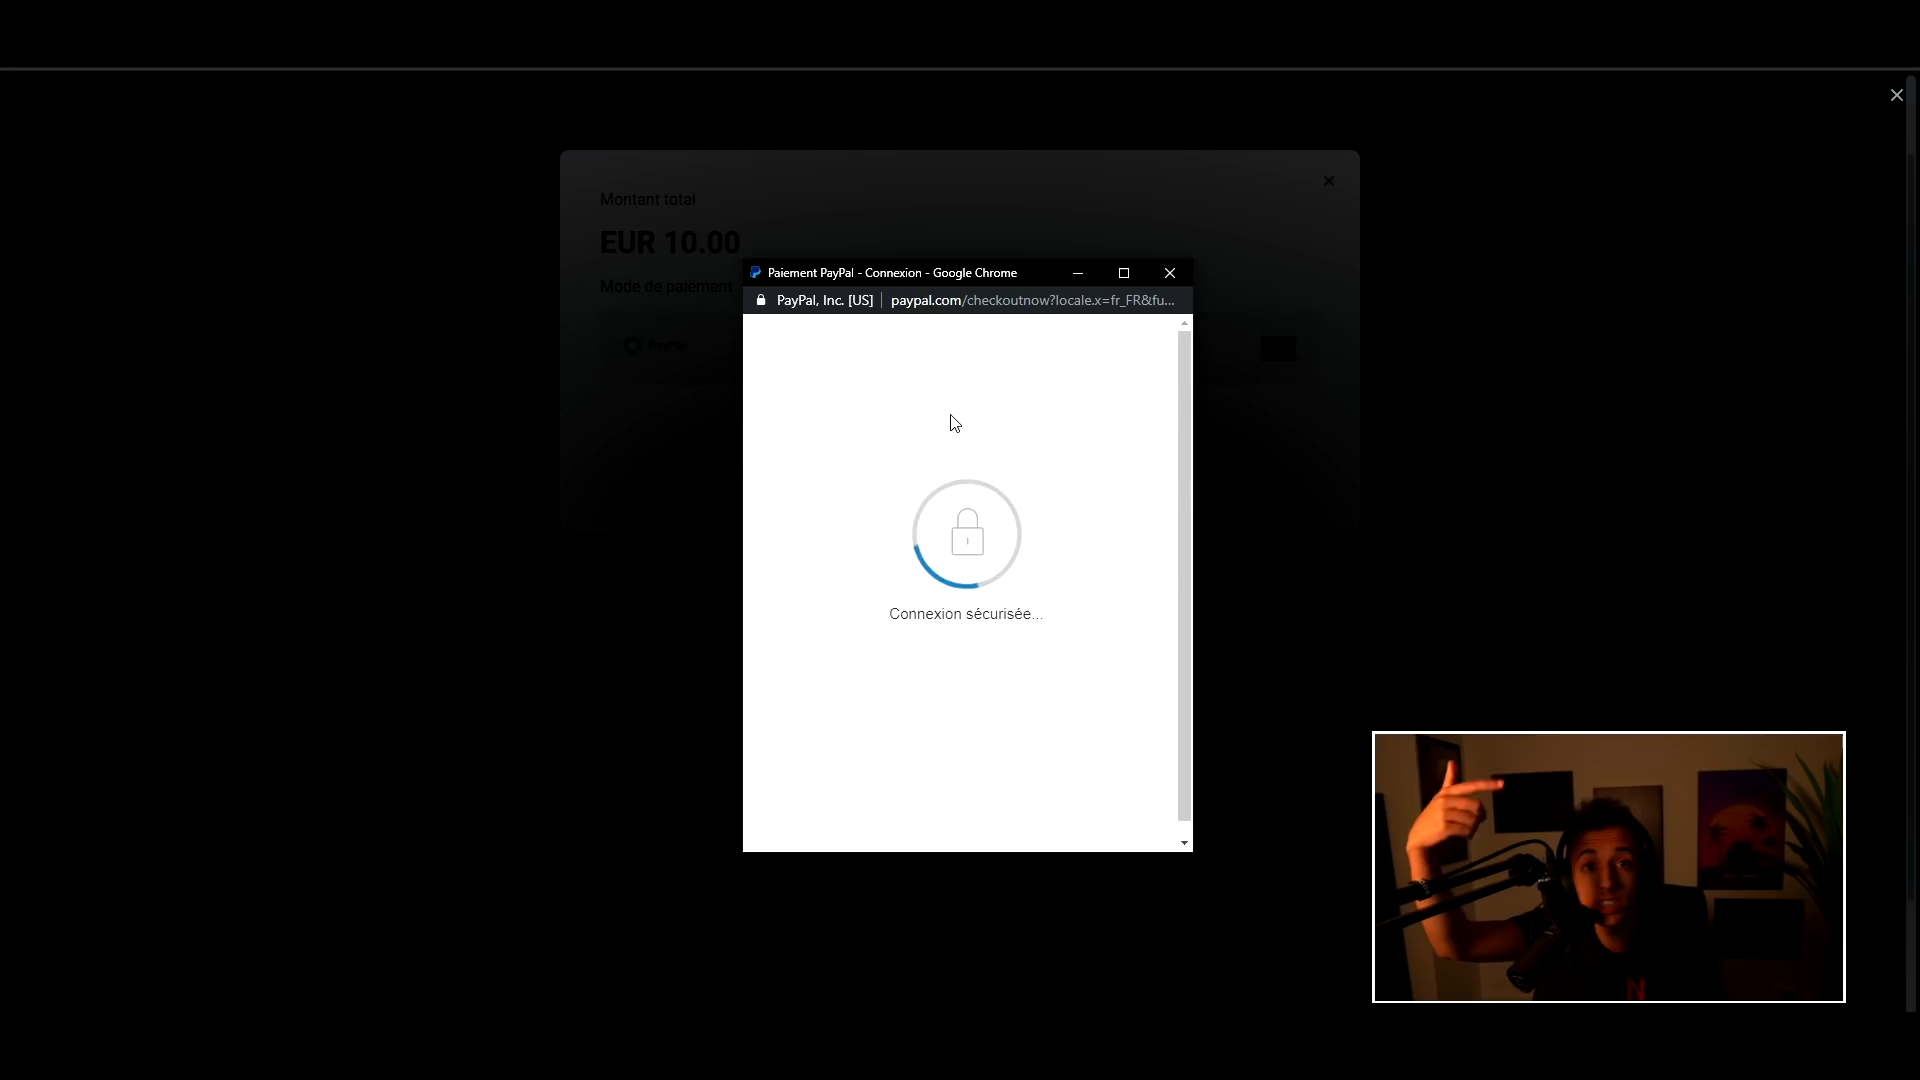 Montant total
EUR 10.00
Mode de paiement
PayPal
Paiement PayPal - Connexion - Google Chrome
PayPal, Inc. [US] paypal.com/checkoutnow?locale.x=fr_FR&fu...
Connexion sécurisée...
N